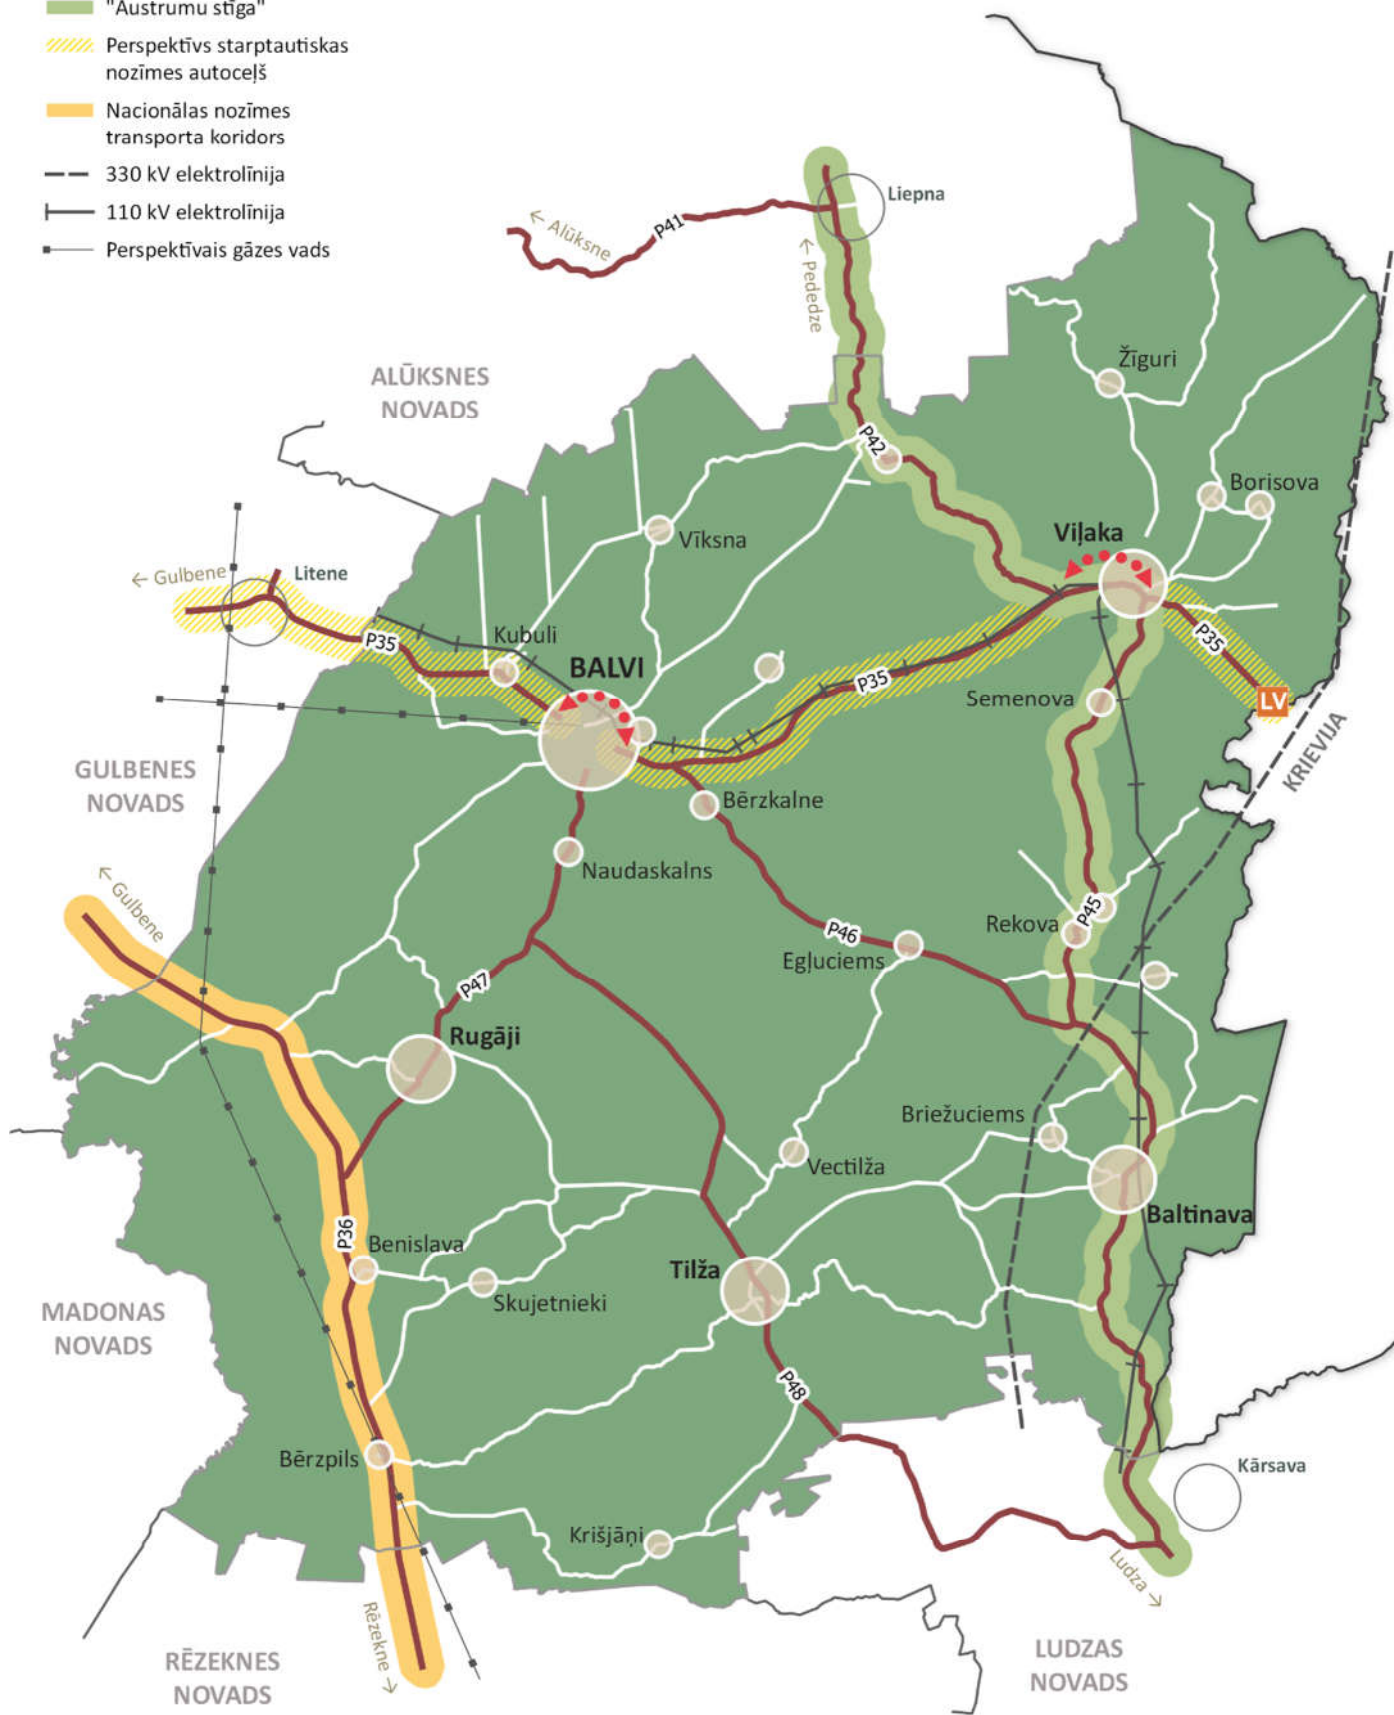 "Austrumu stīga"
Perspektīvs starptautiskas
nozīmes autoceļš
Nacionālas nozīmes
transporta koridors
330 kV elektrolīnija
110 kV elektrolīnija
Perspektīvais gāzes vads
Liepna
P41
← Alūksne
← Pededze
Žīguri
ALŪKSNES
NOVADS
P42
Borisova
Viļaka
Vīksna
← Gulbene
Litene
P35
Kubuli
BALVI
P35
P35
Semenova
LV
KRIEVIJA
GULBENES
NOVADS
Bērzkalne
Naudaskalns
← Gulbene
P45
Rekova
P46
Egļuciems
P47
Rugāji
Briežuciems
Vectilža
Baltinava
P36
Benislava
Tilža
Skujetnieki
MADONAS
NOVADS
P48
Bērzpils
Kārsava
Krišjāņi
Ludza →
Rēzekne →
RĒZEKNES
NOVADS
LUDZAS
NOVADS